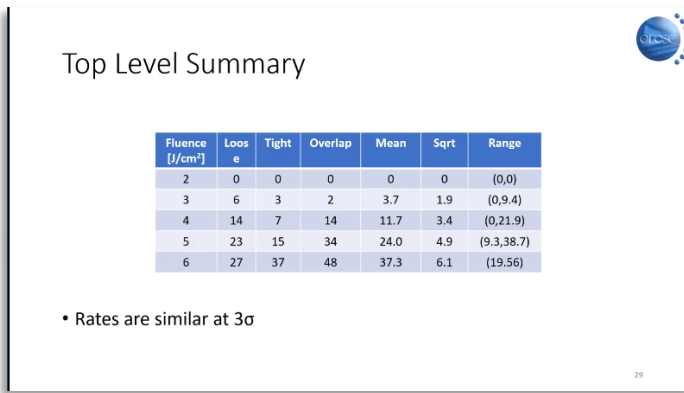 Top Level Summary
Fluence [J/cm²] Loose Tight Overlap Mean Sqrt Range
2 0 0 0 0 0 (0,0)
3 6 3 2 3.7 1.9 (0,9.4)
4 14 7 14 11.7 3.4 (0,21.9)
5 23 15 34 24.0 4.9 (9.3,38.7)
6 27 37 48 37.3 6.1 (19.56)
• Rates are similar at 3σ
29